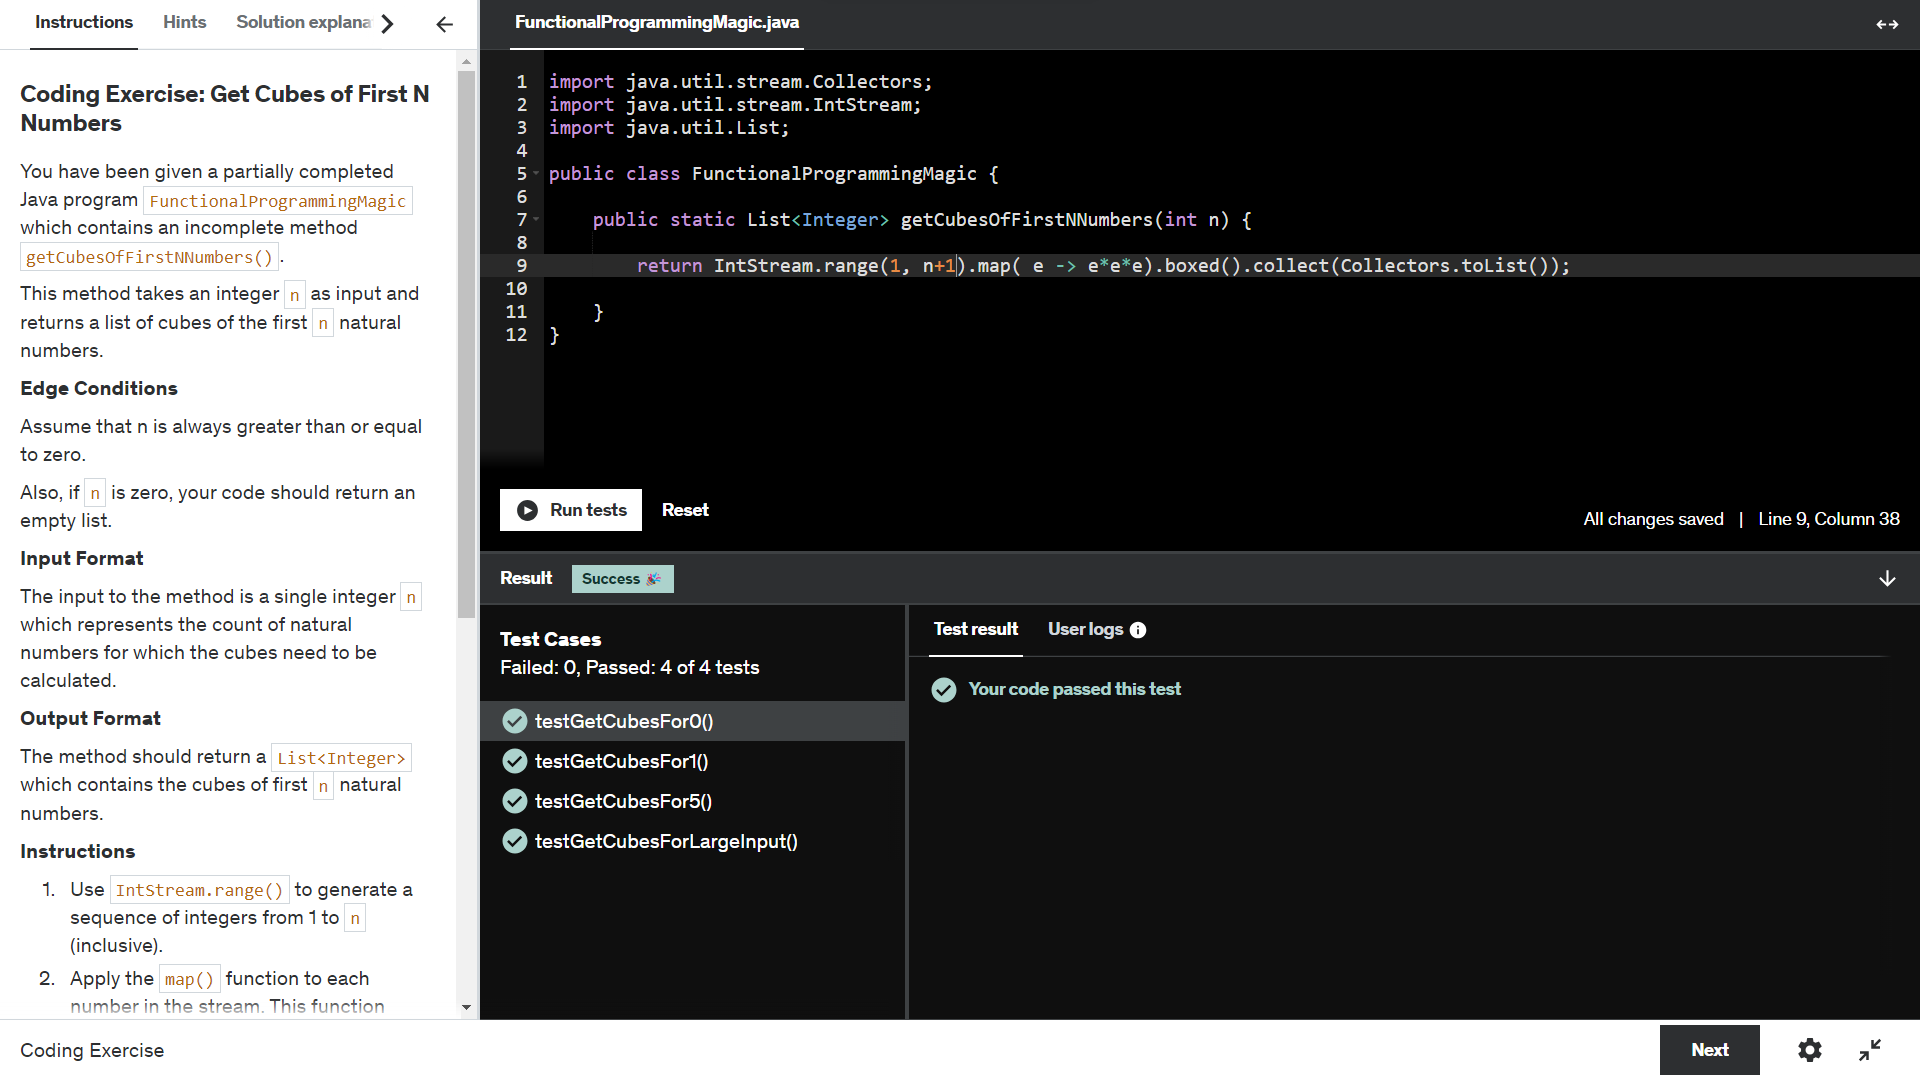 Instructions
Hints
Solution explana
Coding Exercise: Get Cubes of First N
Numbers
You have been given a partially completed
Java program FunctionalProgrammingMagic
which contains an incomplete method
getCubesOfFirstNNumbers() .
This method takes an integer n as input and
returns a list of cubes of the first n natural
numbers.
Edge Conditions
Assume that n is always greater than or equal
to zero.
Also, if n is zero, your code should return an
empty list.
Input Format
The input to the method is a single integer n
which represents the count of natural
numbers for which the cubes need to be
calculated.
Output Format
The method should return a List<Integer>
which contains the cubes of first n natural
numbers.
Instructions
1. Use IntStream.range() to generate a
sequence of integers from 1 to n
(inclusive).
2. Apply the map() function to each
number in the stream. This function
FunctionalProgrammingMagic.java
1 import java.util.stream.Collectors;
2 import java.util.stream.IntStream;
3 import java.util.List;
4
5 public class FunctionalProgrammingMagic {
6
7 public static List<Integer> getCubesOfFirstNNumbers(int n) {
8
9 return IntStream.range(1, n+1).map( e -> e*e*e).boxed().collect(Collectors.toList());
10
11 }
12 }
Run tests
Reset
All changes saved | Line 9, Column 38
Result
Success
Test Cases
Failed: 0, Passed: 4 of 4 tests
testGetCubesFor0()
testGetCubesFor1()
testGetCubesFor5()
testGetCubesForLargeInput()
Test result
User logs
Your code passed this test
Coding Exercise
Next